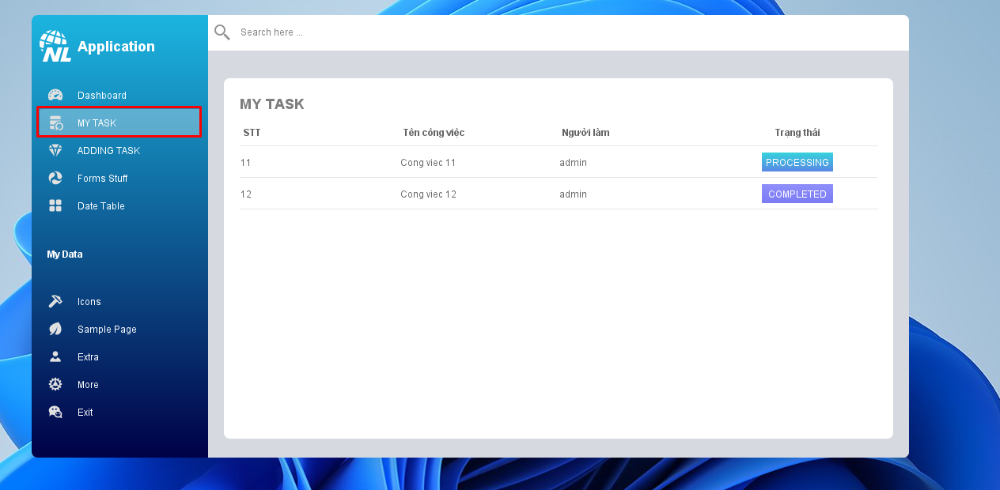 NL Application
Dashboard
MY TASK
ADDING TASK
Forms Stuff
Date Table
My Data
Icons
Sample Page
Extra
More
Exit
Search here ...
MY TASK
STT Tên công việc Người làm Trạng thái
11 Cong viec 11 admin PROCESSING
12 Cong viec 12 admin COMPLETED